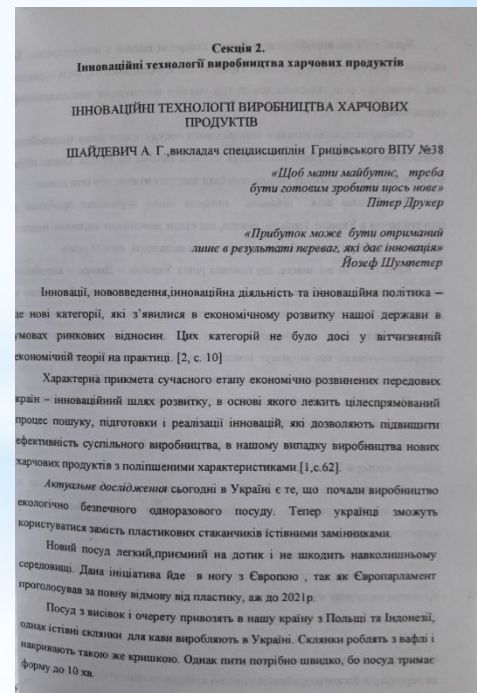 Секція 2.
Інноваційні технології виробництва харчових продуктів
ІННОВАЦІЙНІ ТЕХНОЛОГІЇ ВИРОБНИЦТВА ХАРЧОВИХ
ПРОДУКТІВ
ШАЙДЕВИЧ А. Г.,викладач спецдисциплін Грицівського ВПУ №38
«Щоб мати майбутнє, треба
бути готовим зробити щось нове»
Пітер Друкер
«Прибуток може бути отриманий
лише в результаті переваг, які дає інновація»
Йозеф Шумпетер
Інновації, нововведення,інноваційна діяльність та інноваційна політика –
це нові категорії, які з’явилися в економічному розвитку нашої держави в
умовах ринкових відносин. Цих категорій не було досі у вітчизняній
економічній теорії на практиці. [2, с. 10]
Характерна прикмета сучасного етапу економічно розвинених передових
країн – інноваційний шлях розвитку, в основі якого лежить цілеспрямований
процес пошуку, підготовки і реалізації інновацій, які дозволяють підвищити
ефективність суспільного виробництва, в нашому випадку виробництва нових
харчових продуктів з поліпшеними характеристиками.[1,с.62].
Актуальне дослідження сьогодні в Україні є те, що почали виробництво
екологічно безпечного одноразового посуду. Тепер українці зможуть
користуватися замість пластикових стаканчиків їстівними замінниками.
Новий посуд легкий,приємний на дотик і не шкодить навколишньому
середовищі. Дана ініціатива йде в ногу з Європою , так як Європарламент
проголосував за повну відмову від пластику, аж до 2021р.
Посуд з висівок і очерету привозять в нашу країну з Польщі та Індонезії,
однак їстівні склянки для кави виробляють в Україні. Склянки роблять з вафлі і
накривають такою же кришкою. Однак пити потрібно швидко, бо посуд тримає
форму до 10 хв.